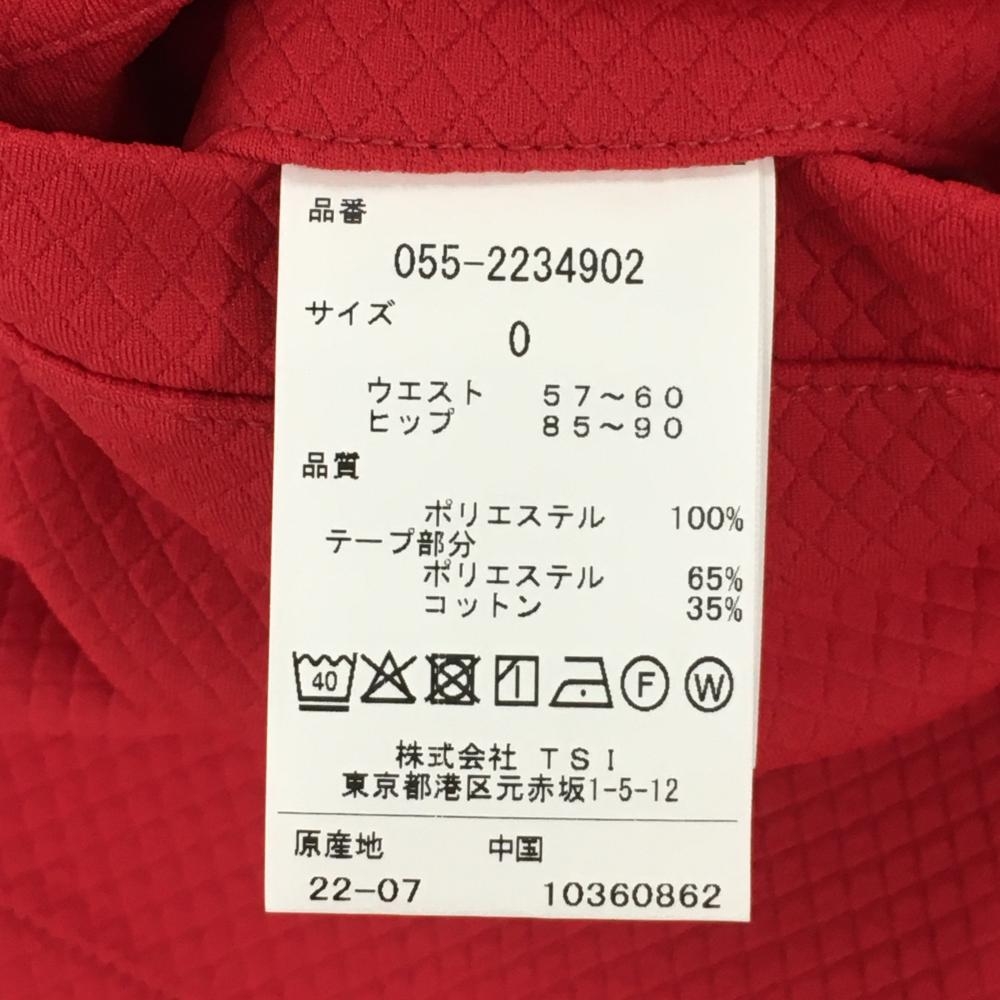 品番
055-2234902
サイズ
0
ウエスト 57～60
ヒップ 85～90
品質
ポリエステル 100%
テープ部分
ポリエステル 65%
コットン 35%
40 F W
株式会社 TSI
東京都港区元赤坂1-5-12
原産地 中国
22-07 10360862